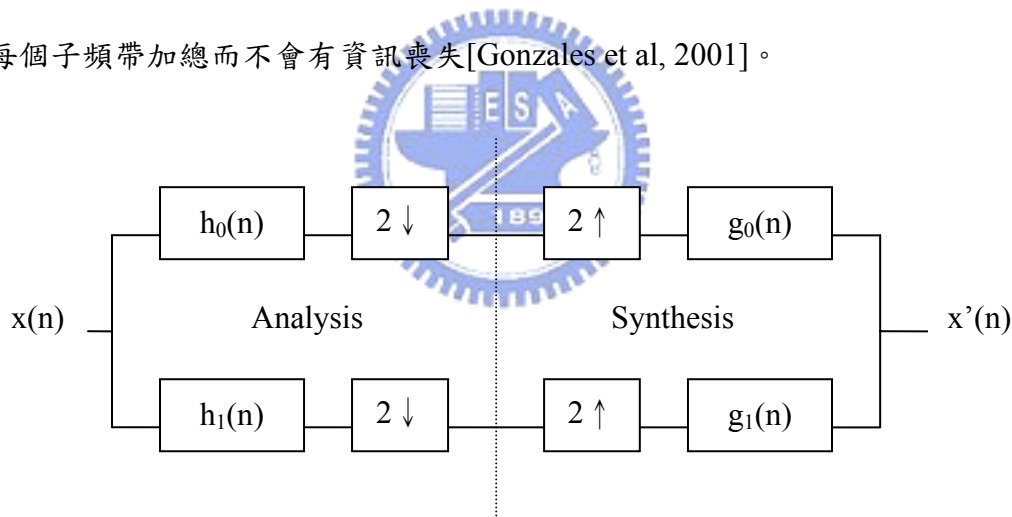 每個子頻帶加總而不會有資訊喪失[Gonzales et al, 2001]。
E S A
189
h₀(n) 2↓ 2↑ g₀(n)
x(n) Analysis Synthesis x’(n)
h₁(n) 2↓ 2↑ g₁(n)